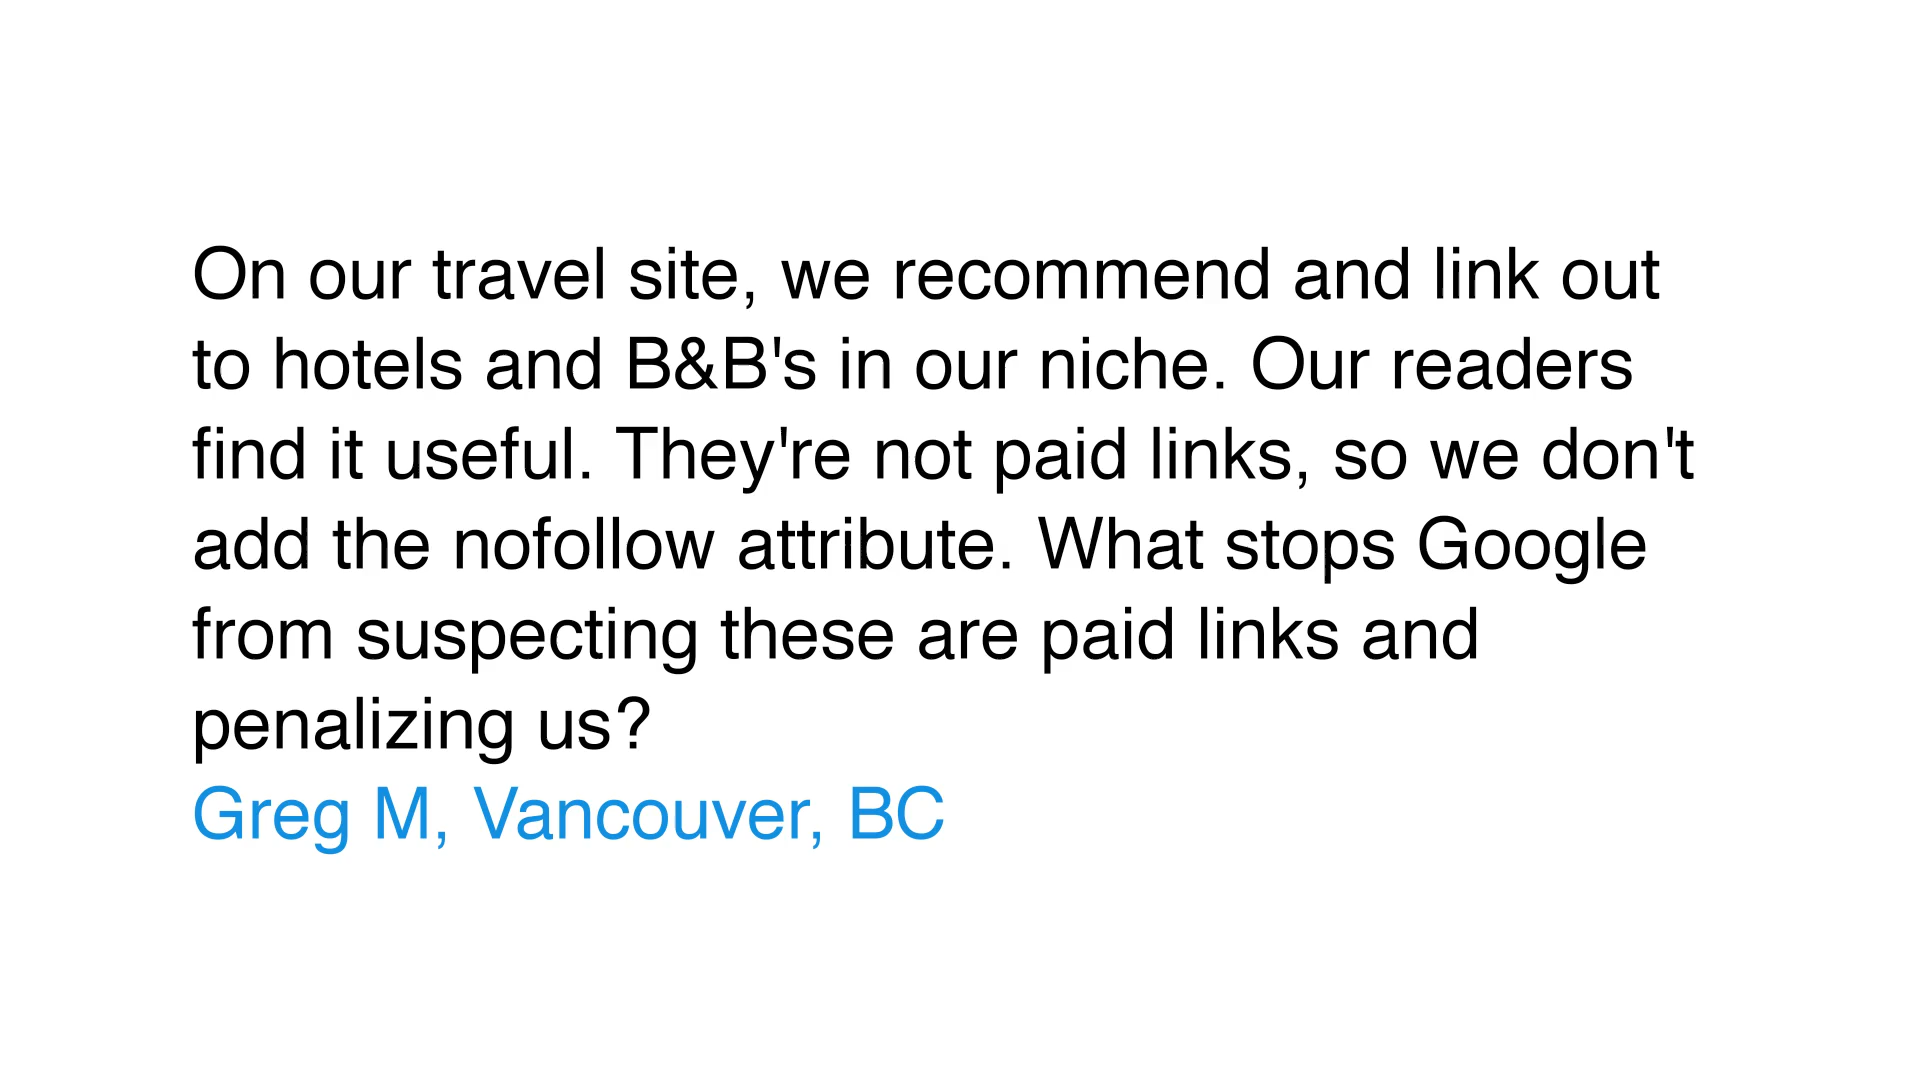 On our travel site, we recommend and link out
to hotels and B&B's in our niche. Our readers
find it useful. They're not paid links, so we don't
add the nofollow attribute. What stops Google
from suspecting these are paid links and
penalizing us?
Greg M, Vancouver, BC